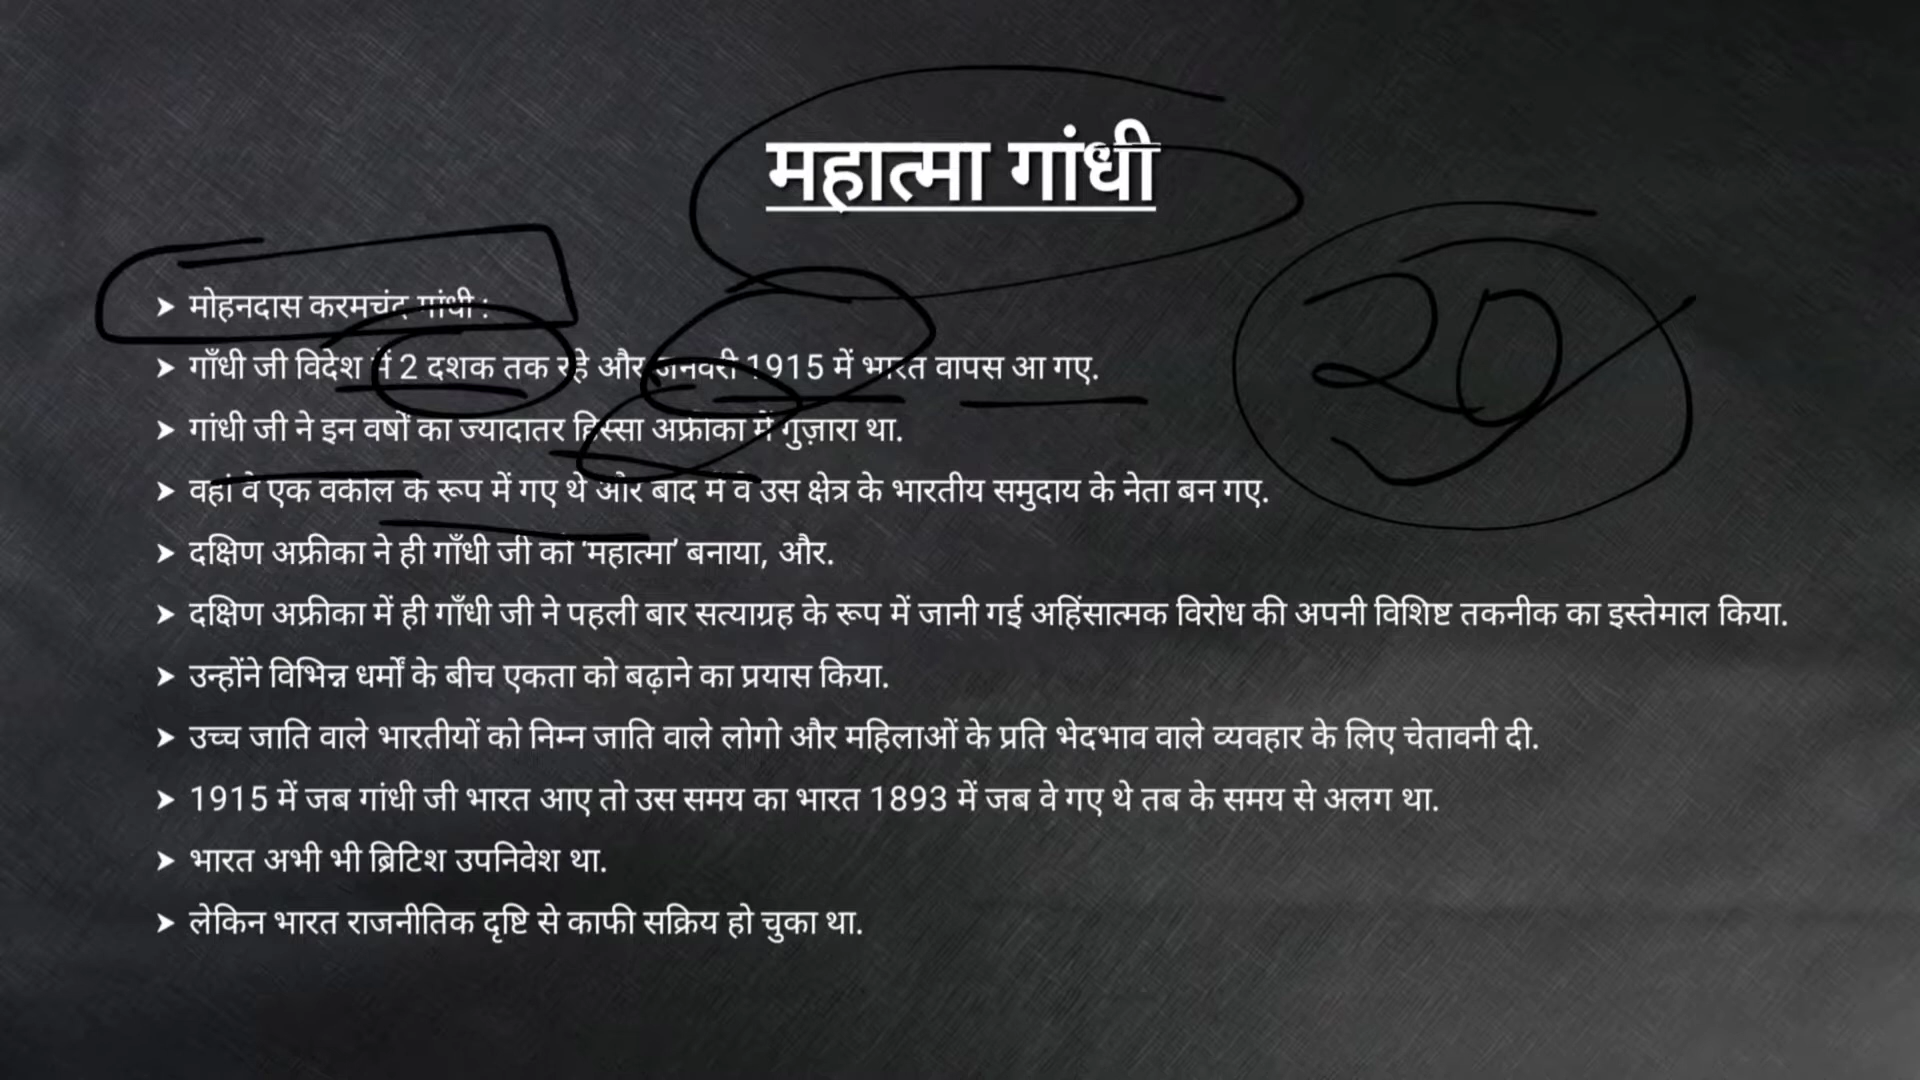 महात्मा गांधी
➤ मोहनदास करमचंद गांधी :
➤ गाँधी जी विदेश में 2 दशक तक रहे और जनवरी 1915 में भारत वापस आ गए.
20
➤ गांधी जी ने इन वर्षों का ज्यादातर हिस्सा अफ्रीका में गुज़ारा था.
➤ वहां वे एक वकील के रूप में गए थे और बाद में वे उस क्षेत्र के भारतीय समुदाय के नेता बन गए.
➤ दक्षिण अफ्रीका ने ही गाँधी जी को ‘महात्मा’ बनाया, और.
➤ दक्षिण अफ्रीका में ही गाँधी जी ने पहली बार सत्याग्रह के रूप में जानी गई अहिंसात्मक विरोध की अपनी विशिष्ट तकनीक का इस्तेमाल किया.
➤ उन्होंने विभिन्न धर्मों के बीच एकता को बढ़ाने का प्रयास किया.
➤ उच्च जाति वाले भारतीयों को निम्न जाति वाले लोगो और महिलाओं के प्रति भेदभाव वाले व्यवहार के लिए चेतावनी दी.
➤ 1915 में जब गांधी जी भारत आए तो उस समय का भारत 1893 में जब वे गए थे तब के समय से अलग था.
➤ भारत अभी भी ब्रिटिश उपनिवेश था.
➤ लेकिन भारत राजनीतिक दृष्टि से काफी सक्रिय हो चुका था.